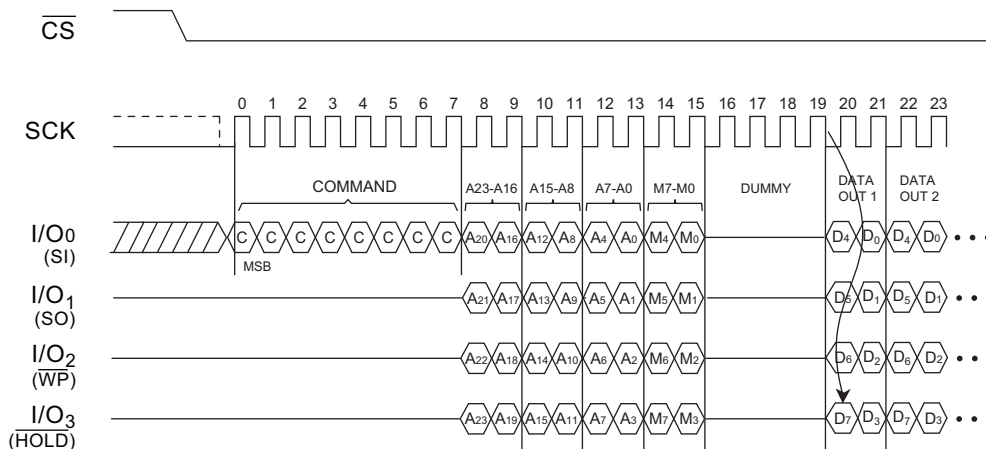 CS
0 1 2 3 4 5 6 7 8 9 10 11 12 13 14 15 16 17 18 19 20 21 22 23
SCK
COMMAND A23-A16 A15-A8 A7-A0 M7-M0 DUMMY DATA OUT 1 DATA OUT 2
I/O0 C C C C C C C C A20 A16 A12 A8 A4 A0 M4 M0 D4 D0 D4 D0 • • •
(SI)
MSB
I/O1 A21 A17 A13 A9 A5 A1 M5 M1 D5 D1 D5 D1 • •
(SO)
I/O2 A22 A18 A14 A10 A6 A2 M6 M2 D6 D2 D6 D2 • •
(WP)
I/O3 A23 A19 A15 A11 A7 A3 M7 M3 D7 D3 D7 D3 • • •
(HOLD)